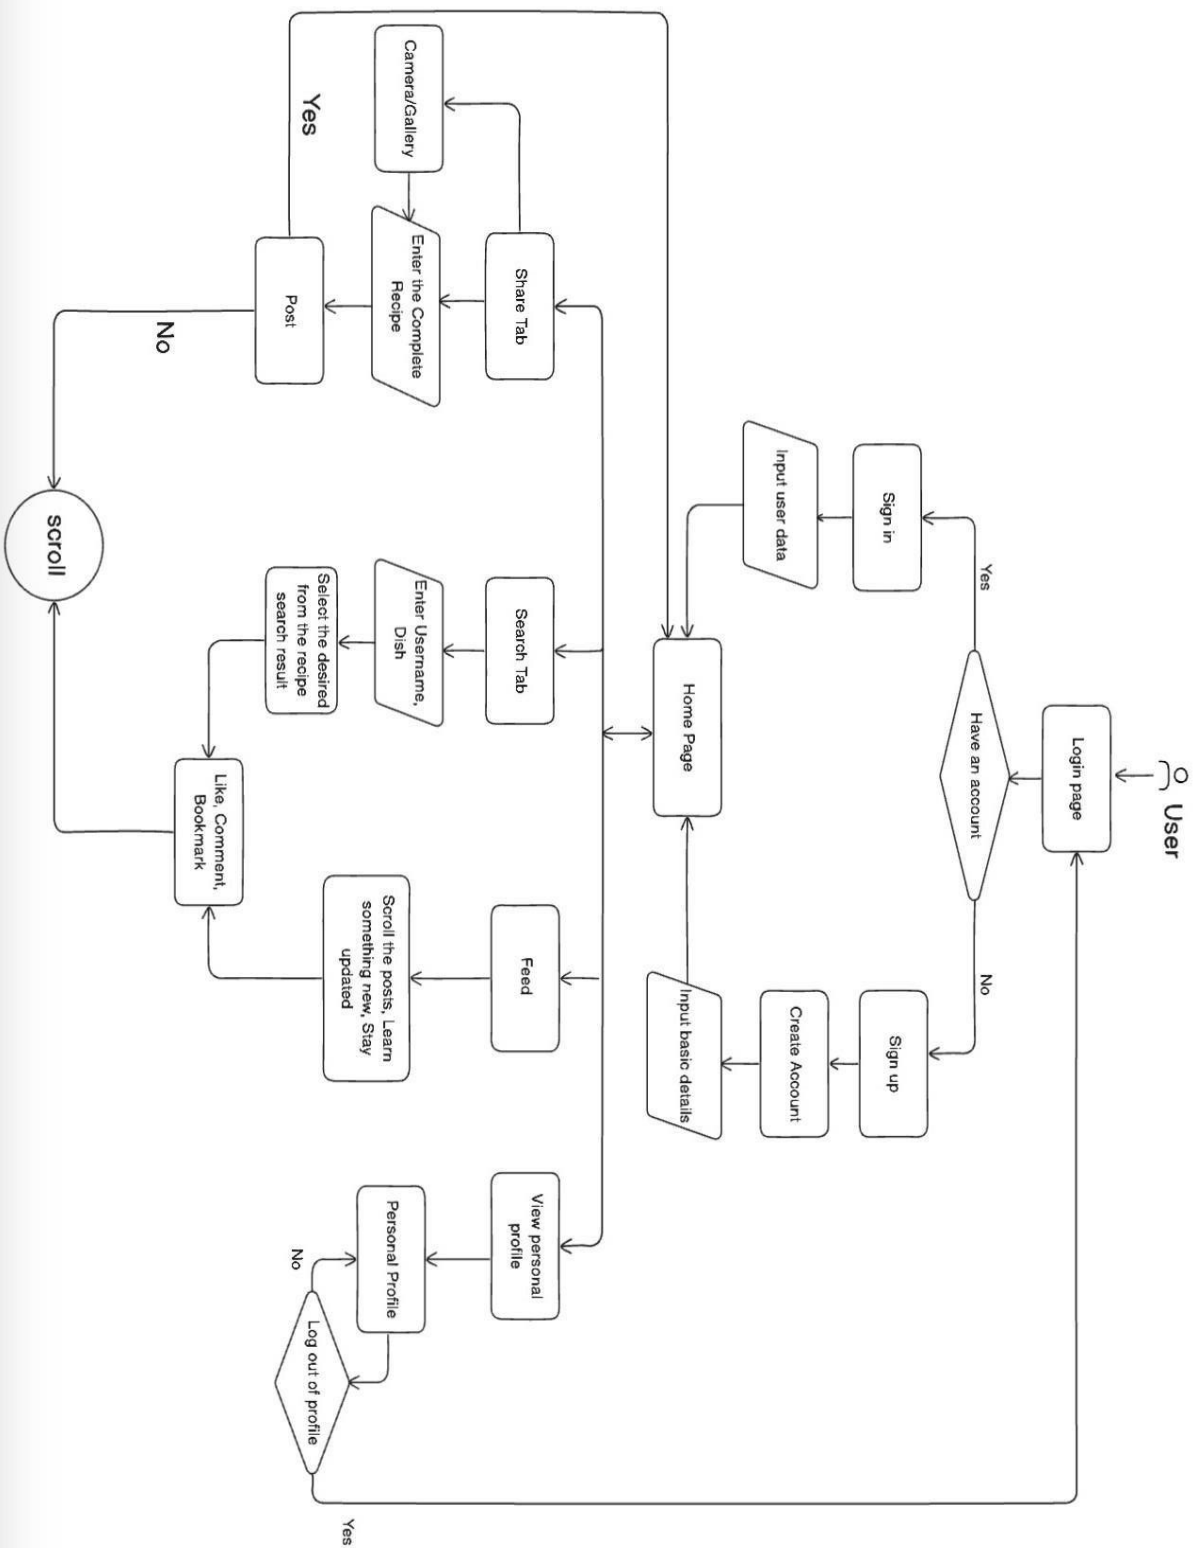 User
Login page
Have an account
Yes
No
Sign in
Sign up
Input user data
Create Account
Input basic details
Home Page
Share Tab
Search Tab
Feed
View personal
profile
Camera/Gallery
Enter the Complete
Recipe
Enter Username,
Dish
Scroll the posts, Learn
something new, Stay
updated
Personal Profile
Yes
Post
Select the desired
from the recipe
search result
No
Log out of profile
Yes
Like, Comment,
Bookmark
No
scroll